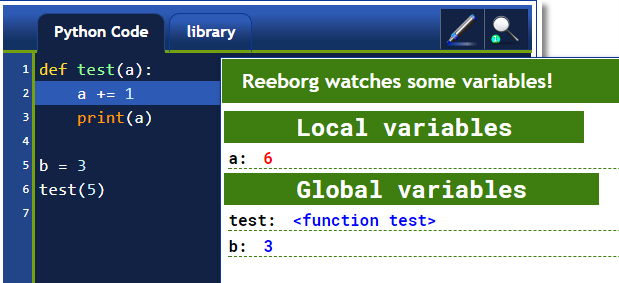 Python Code library
1 def test(a):
2     a += 1
3     print(a)
4
5 b = 3
6 test(5)
7
Reeborg watches some variables!
Local variables
a: 6
Global variables
test: <function test>
b: 3